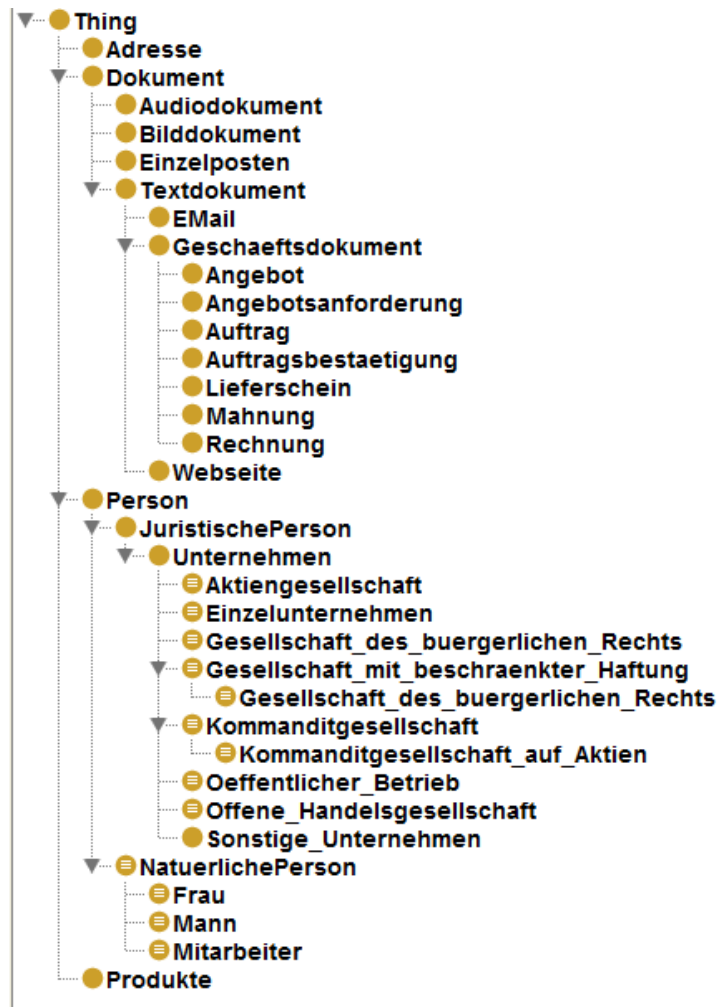 Thing
Adresse
Dokument
Audiodokument
Bilddokument
Einzelposten
Textdokument
EMail
Geschaeftsdokument
Angebot
Angebotsanforderung
Auftrag
Auftragsbestaetigung
Lieferschein
Mahnung
Rechnung
Webseite
Person
JuristischePerson
Unternehmen
Aktiengesellschaft
Einzelunternehmen
Gesellschaft_des_buergerlichen_Rechts
Gesellschaft_mit_beschraenkter_Haftung
Gesellschaft_des_buergerlichen_Rechts
Kommanditgesellschaft
Kommanditgesellschaft_auf_Aktien
Oeffentlicher_Betrieb
Offene_Handelsgesellschaft
Sonstige_Unternehmen
NatuerlichePerson
Frau
Mann
Mitarbeiter
Produkte